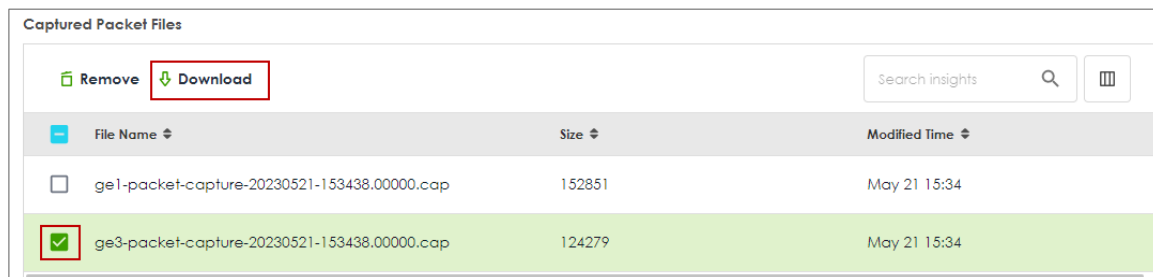 Captured Packet Files
Remove Download Search insights
File Name Size Modified Time
ge1-packet-capture-20230521-153438.00000.cap 152851 May 21 15:34
ge3-packet-capture-20230521-153438.00000.cap 124279 May 21 15:34